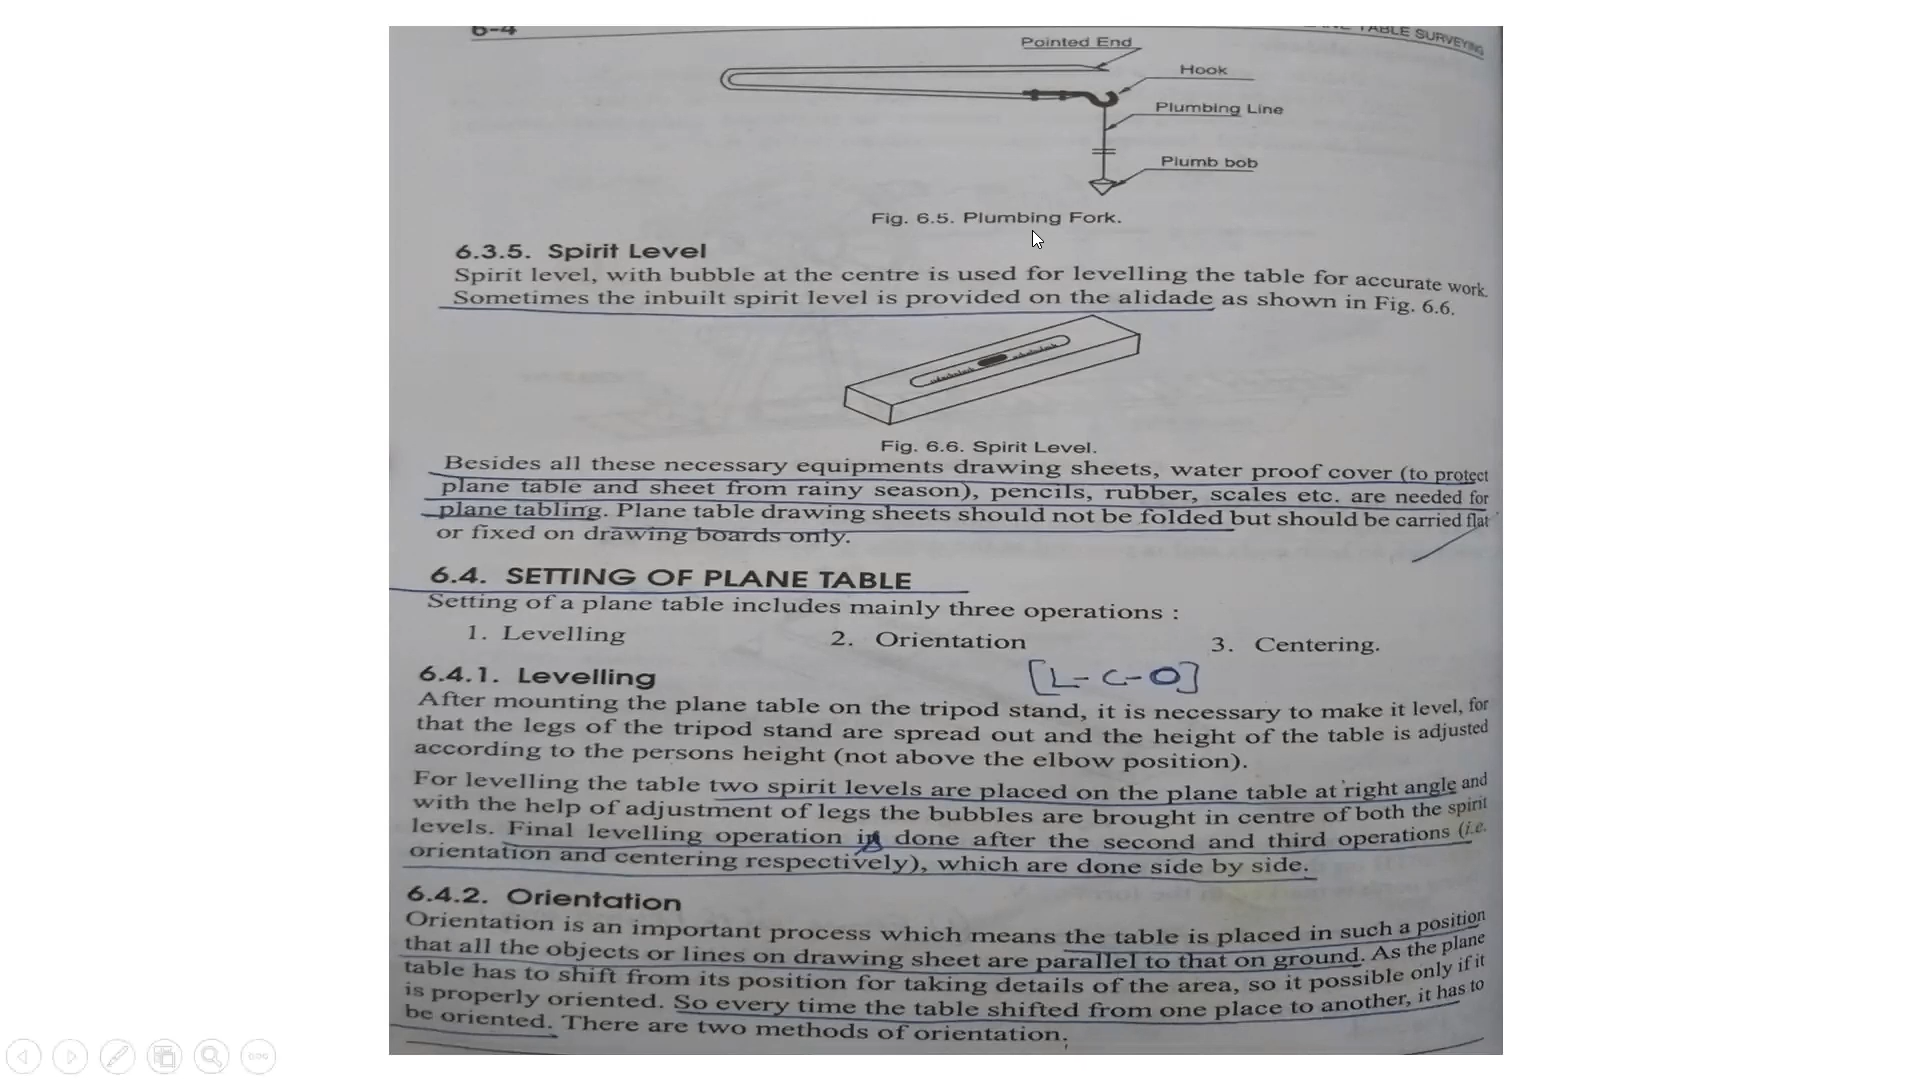 6-4
TABLE SURVEYING
Pointed End
Hook
Plumbing Line
Plumb bob
Fig. 6.5. Plumbing Fork.
6.3.5. Spirit Level
Spirit level, with bubble at the centre is used for levelling the table for accurate work.
Sometimes the inbuilt spirit level is provided on the alidade as shown in Fig. 6.6.
Fig. 6.6. Spirit Level.
Besides all these necessary equipments drawing sheets, water proof cover (to protect
plane table and sheet from rainy season), pencils, rubber, scales etc. are needed for
plane tabling. Plane table drawing sheets should not be folded but should be carried flat
or fixed on drawing boards only.
6.4. SETTING OF PLANE TABLE
Setting of a plane table includes mainly three operations :
1. Levelling 2. Orientation 3. Centering.
[L-C-O]
6.4.1. Levelling
After mounting the plane table on the tripod stand, it is necessary to make it level, for
that the legs of the tripod stand are spread out and the height of the table is adjusted
according to the persons height (not above the elbow position).
For levelling the table two spirit levels are placed on the plane table at right angle and
with the help of adjustment of legs the bubbles are brought in centre of both the spirit
levels. Final levelling operation is done after the second and third operations (i.e.
orientation and centering respectively), which are done side by side.
6.4.2. Orientation
Orientation is an important process which means the table is placed in such a position
that all the objects or lines on drawing sheet are parallel to that on ground. As the plane
table has to shift from its position for taking details of the area, so it possible only if it
is properly oriented. So every time the table shifted from one place to another, it has to
be oriented. There are two methods of orientation.